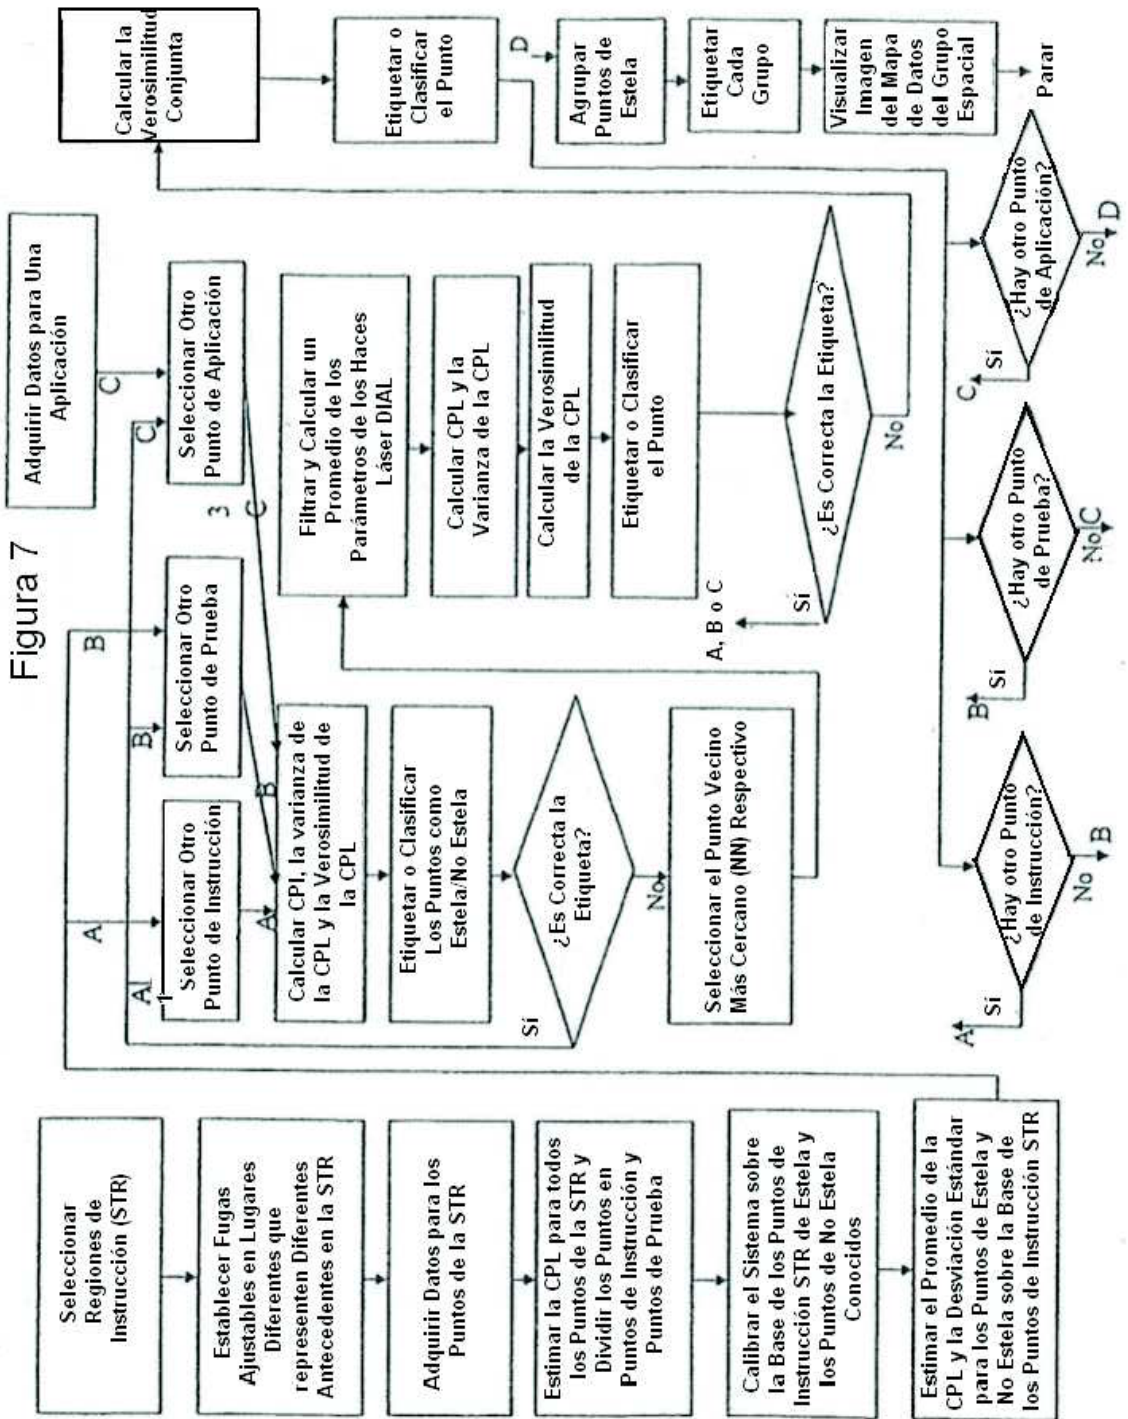 Figura 7
Seleccionar
Regiones de
Instrucción (STR)
Establecer Fugas
Ajustables en Lugares
Diferentes que
representen Diferentes
Antecedentes en la STR
Adquirir Datos para los
Puntos de la STR
Estimar la CPL para todos
los Puntos de la STR y
Dividir los Puntos en
Puntos de Instrucción y
Puntos de Prueba
Calibrar el Sistema sobre
la Base de los Puntos de
Instrucción STR de Estela y
los Puntos de No Estela
Conocidos
Estimar el Promedio de la
CPL y la Desviación Estándar
para los Puntos de Estela y
No Estela sobre la Base de
los Puntos de Instrucción STR
A
B
A
1
B
C
C
Seleccionar Otro
Punto de Instrucción
Seleccionar Otro
Punto de Prueba
Adquirir Datos para Una
Aplicación
Seleccionar Otro
Punto de Aplicación
3
A
B
C
Calcular CPI, la varianza de
la CPL y la Verosimilitud de
la CPL
Etiquetar o Clasificar
Los Puntos como
Estela/No Estela
¿Es Correcta la
Etiqueta?
Sí
No
Seleccionar el Punto Vecino
Más Cercano (NN) Respectivo
Filtrar y Calcular un
Promedio de los
Parámetros de los Haces
Láser DIAL
Calcular CPL y la
Varianza de la CPL
Calcular la Verosimilitud
de la CPL
Etiquetar o Clasificar
el Punto
¿Es Correcta la Etiqueta?
Sí
A, B o C
No
Calcular la
Verosimilitud
Conjunta
Etiquetar o
Clasificar
el Punto
D
Agrupar
Puntos de
Estela
Etiquetar
Cada
Grupo
Visualizar
Imagen
del Mapa
de Datos
del Grupo
Espacial
Parar
¿Hay otro Punto
de Instrucción?
Sí
A
No
B
¿Hay otro Punto
de Prueba?
Sí
B
No
C
¿Hay otro Punto
de Aplicación?
Sí
C
No
D